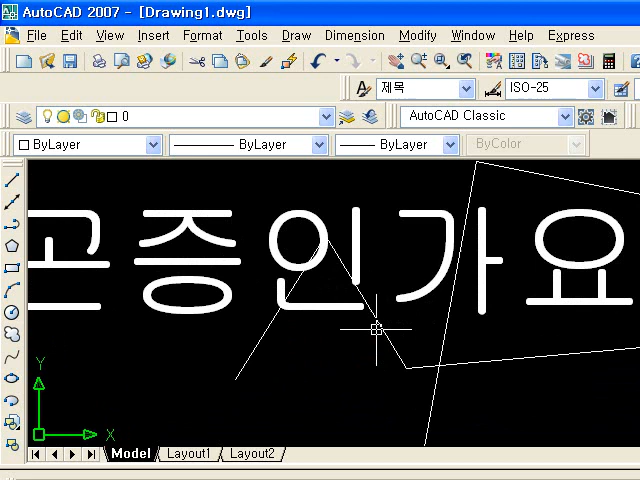 AutoCAD 2007 - [Drawing1.dwg]
File Edit View Insert Format Tools Draw Dimension Modify Window Help Express
제목 ISO-25
0 AutoCAD Classic
ByLayer ByLayer ByLayer ByColor
곤증인가요
Y
X
Model Layout1 Layout2